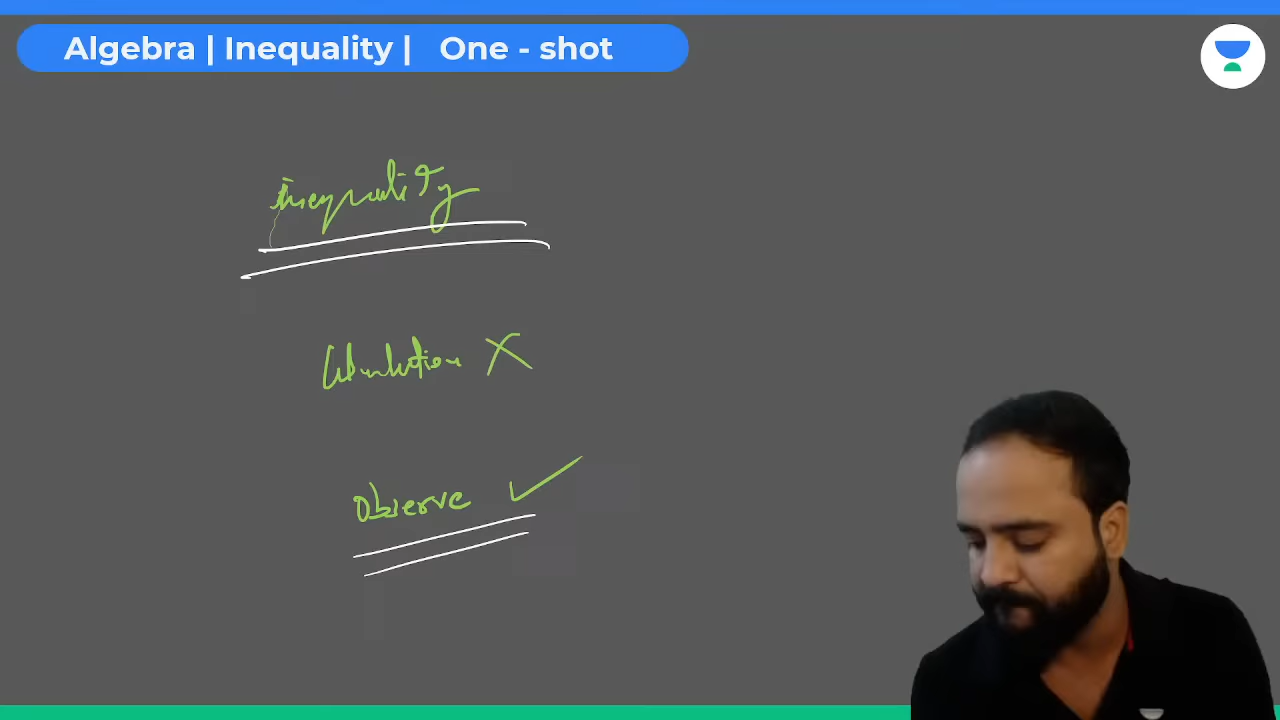 Algebra | Inequality | One - shot
inequality
Calculation X
Observe ✓